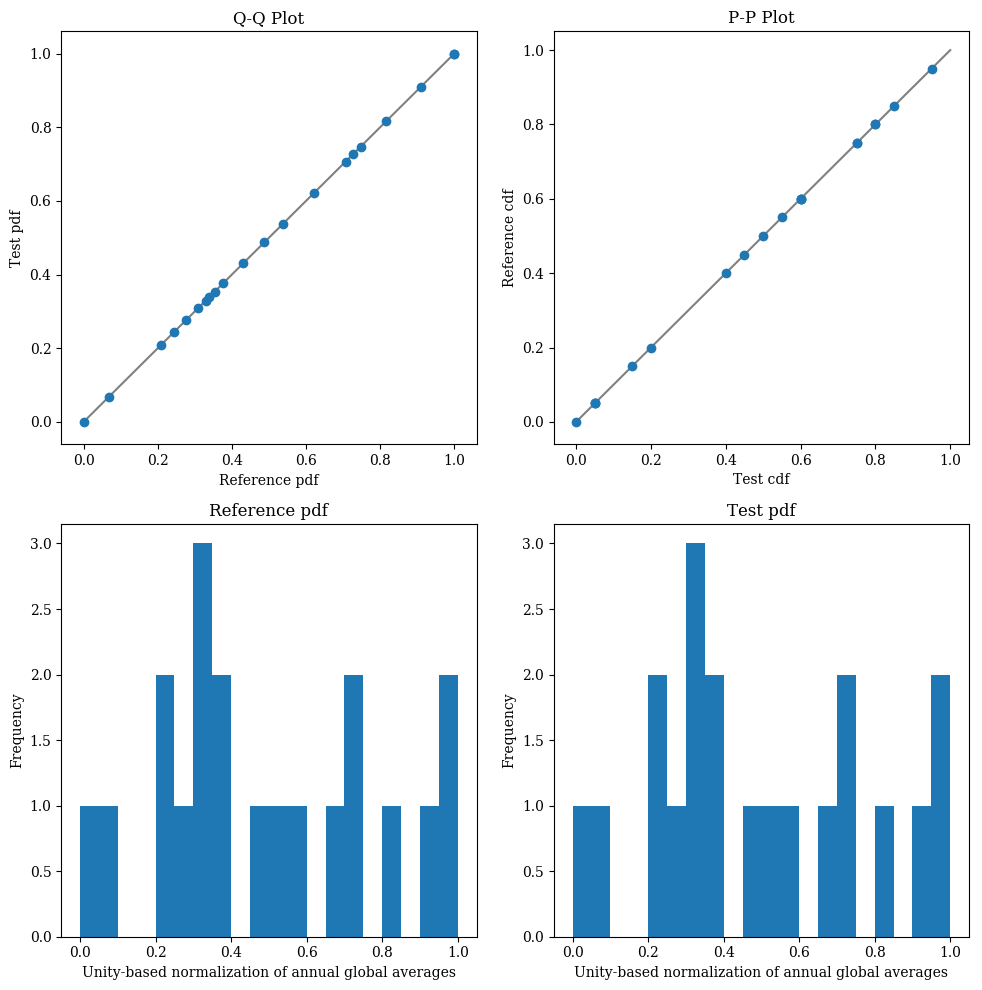 Q-Q Plot
1.0
0.8
0.6
0.4
0.2
0.0
Test pdf
0.0 0.2 0.4 0.6 0.8 1.0
Reference pdf
P-P Plot
1.0
0.8
0.6
0.4
0.2
0.0
Reference cdf
0.0 0.2 0.4 0.6 0.8 1.0
Test cdf
Reference pdf
3.0
2.5
2.0
1.5
1.0
0.5
0.0
Frequency
0.0 0.2 0.4 0.6 0.8 1.0
Unity-based normalization of annual global averages
Test pdf
3.0
2.5
2.0
1.5
1.0
0.5
0.0
Frequency
0.0 0.2 0.4 0.6 0.8 1.0
Unity-based normalization of annual global averages